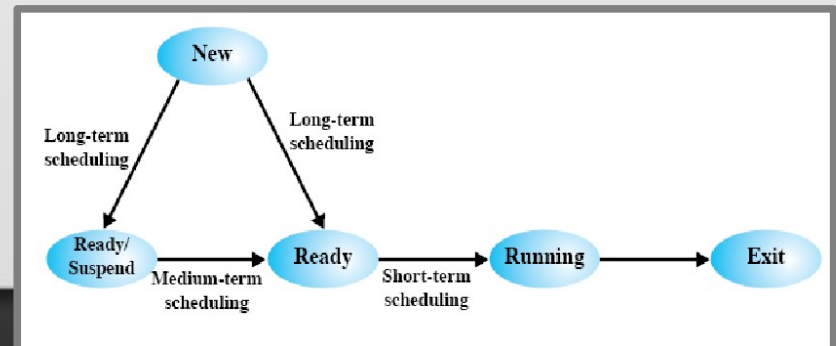 New
Long-term
scheduling
Long-term
scheduling
Ready/
Suspend
Medium-term
scheduling
Ready
Short-term
scheduling
Running
Exit